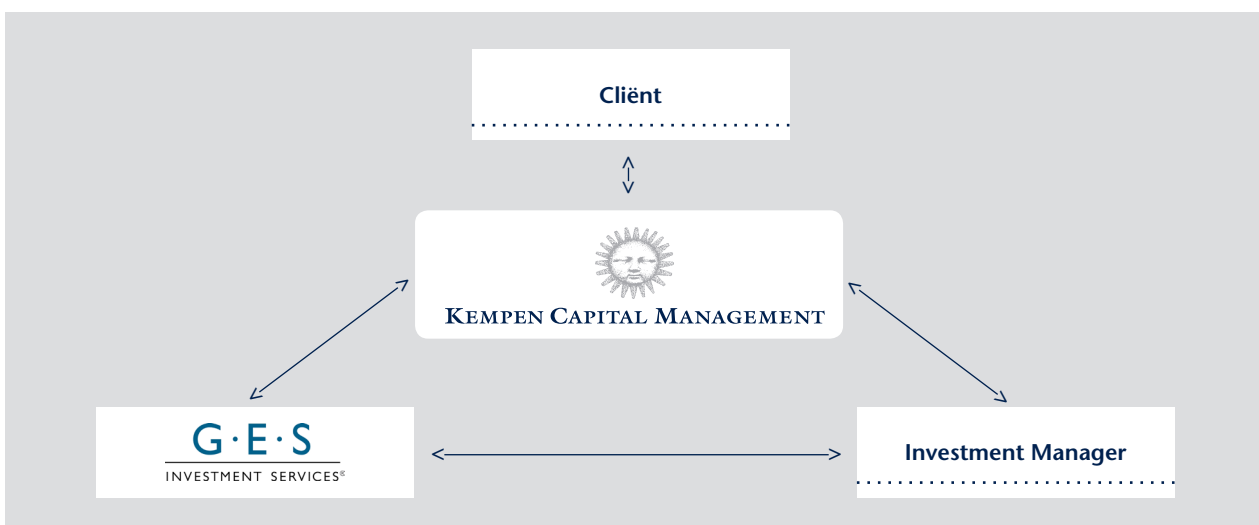 Cliënt
KEMPEN CAPITAL MANAGEMENT
G·E·S
INVESTMENT SERVICES®
Investment Manager